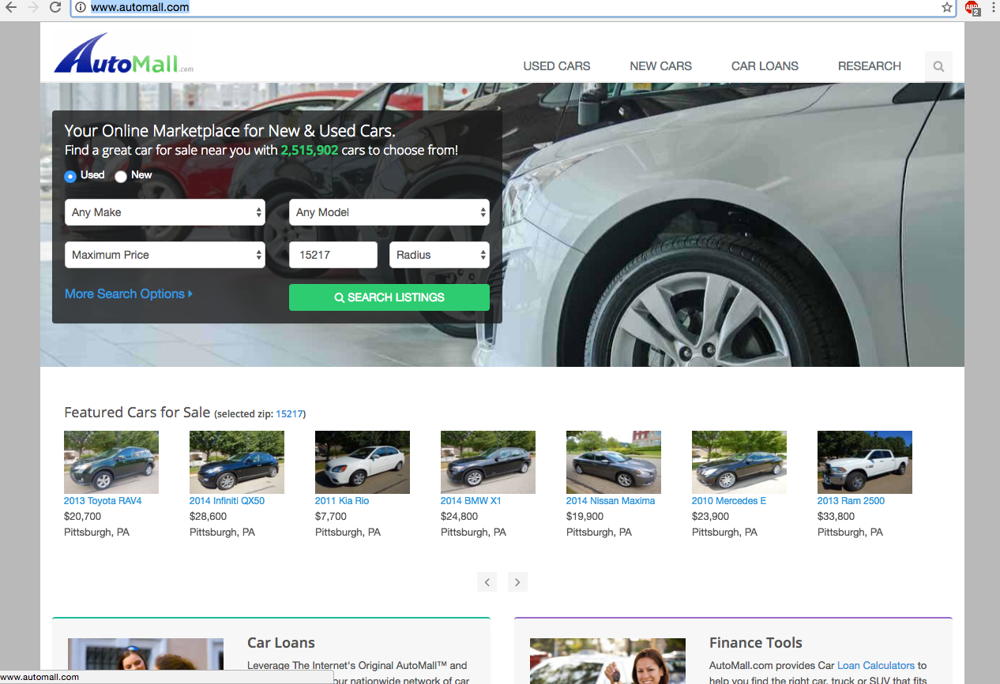 www.automall.com
ABP
2
AutoMall.com
USED CARS
NEW CARS
CAR LOANS
RESEARCH
Your Online Marketplace for New & Used Cars.
Find a great car for sale near you with 2,515,902 cars to choose from!
Used
New
Any Make
Any Model
Maximum Price
15217
Radius
More Search Options
SEARCH LISTINGS
Featured Cars for Sale (selected zip: 15217)
2013 Toyota RAV4
$20,700
Pittsburgh, PA
2014 Infiniti QX50
$28,600
Pittsburgh, PA
2011 Kia Rio
$7,700
Pittsburgh, PA
2014 BMW X1
$24,800
Pittsburgh, PA
2014 Nissan Maxima
$19,900
Pittsburgh, PA
2010 Mercedes E
$23,900
Pittsburgh, PA
2013 Ram 2500
$33,800
Pittsburgh, PA
Car Loans
Leverage The Internet's Original AutoMall™ and
our nationwide network of car
Finance Tools
AutoMall.com provides Car Loan Calculators to
help you find the right car, truck or SUV that fits
www.automall.com